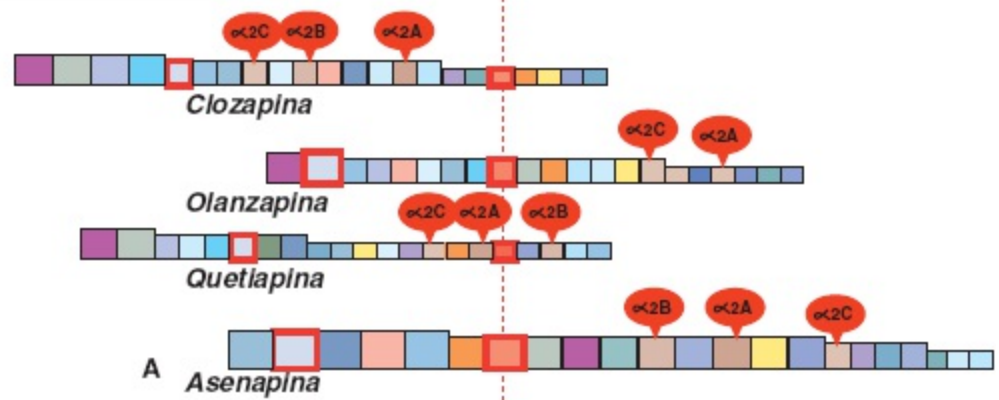 ∝2C ∝2B ∝2A
Clozapina
∝2C ∝2A
Olanzapina
∝2C ∝2A ∝2B
Quetiapina
∝2B ∝2A ∝2C
A Asenapina